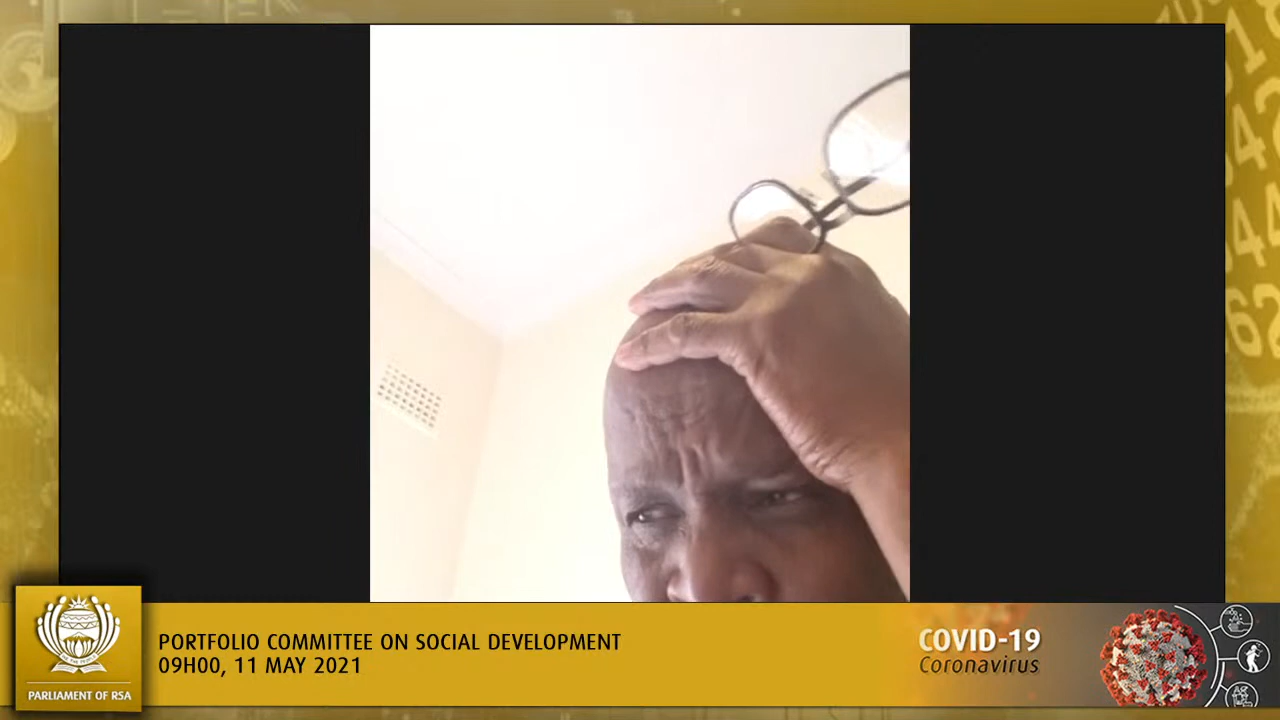 PORTFOLIO COMMITTEE ON SOCIAL DEVELOPMENT
09H00, 11 MAY 2021
PARLIAMENT OF RSA
COVID-19
Coronavirus